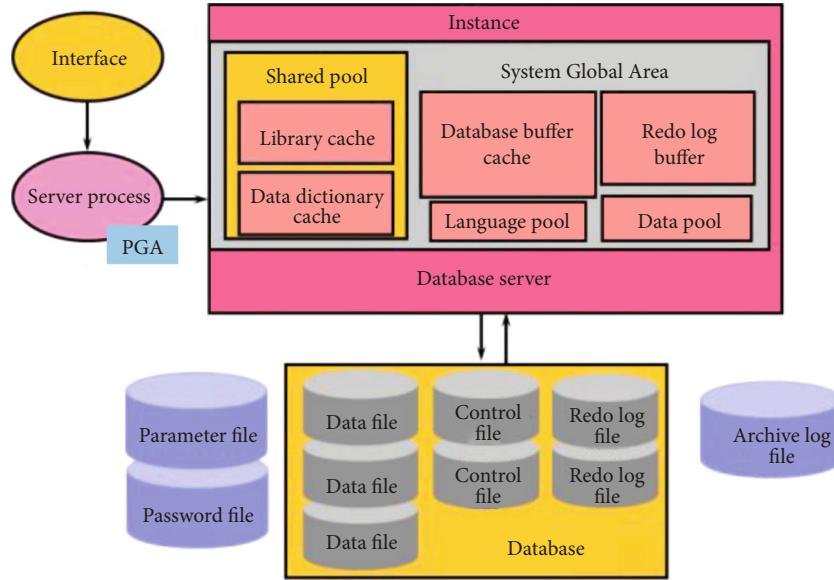 Instance
Interface
Shared pool
System Global Area
Library cache
Database buffer
cache
Redo log
buffer
Server process
Data dictionary
cache
Language pool
Data pool
PGA
Database server
Parameter file
Password file
Data file
Data file
Data file
Control
file
Control
file
Redo log
file
Redo log
file
Database
Archive log
file